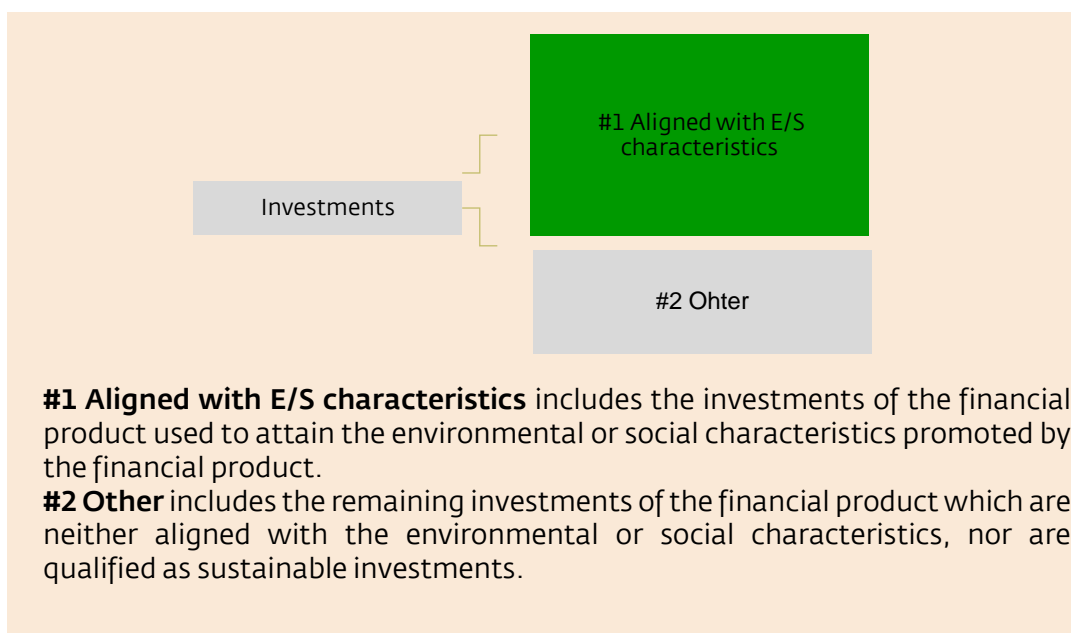 #1 Aligned with E/S
characteristics
Investments
#2 Ohter
#1 Aligned with E/S characteristics includes the investments of the financial
product used to attain the environmental or social characteristics promoted by
the financial product.
#2 Other includes the remaining investments of the financial product which are
neither aligned with the environmental or social characteristics, nor are
qualified as sustainable investments.